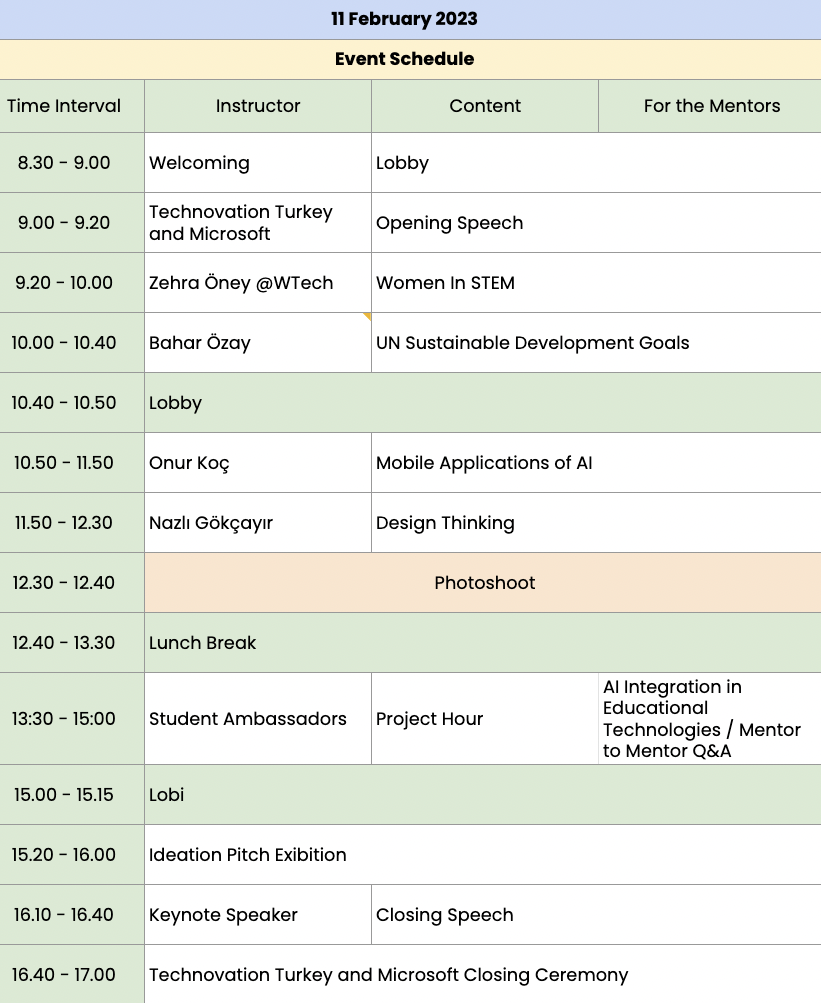 11 February 2023
Event Schedule
Time Interval Instructor Content For the Mentors
8.30 - 9.00 Welcoming Lobby
9.00 - 9.20 Technovation Turkey
and Microsoft Opening Speech
9.20 - 10.00 Zehra Öney @WTech Women In STEM
10.00 - 10.40 Bahar Özay UN Sustainable Development Goals
10.40 - 10.50 Lobby
10.50 - 11.50 Onur Koç Mobile Applications of AI
11.50 - 12.30 Nazlı Gökçayır Design Thinking
12.30 - 12.40 Photoshoot
12.40 - 13.30 Lunch Break
13:30 - 15:00 Student Ambassadors Project Hour
AI Integration in
Educational
Technologies / Mentor
to Mentor Q&A
15.00 - 15.15 Lobi
15.20 - 16.00 Ideation Pitch Exibition
16.10 - 16.40 Keynote Speaker Closing Speech
16.40 - 17.00 Technovation Turkey and Microsoft Closing Ceremony